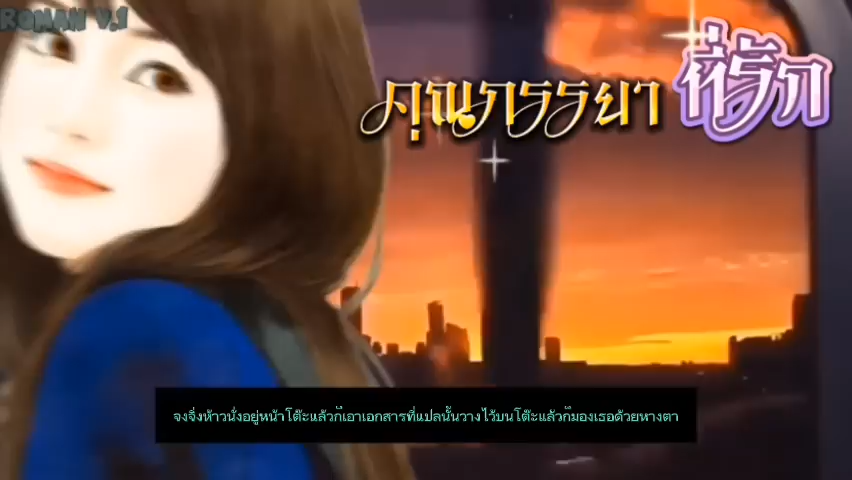 ROMAN V.1
คุณภรรยา ที่รัก
จงจิ่งห้าวนั่งอยู่หน้าโต๊ะแล้วก็เอาเอกสารที่แปลนั้นวางไว้บนโต๊ะแล้วก็มองเธอด้วยหางตา